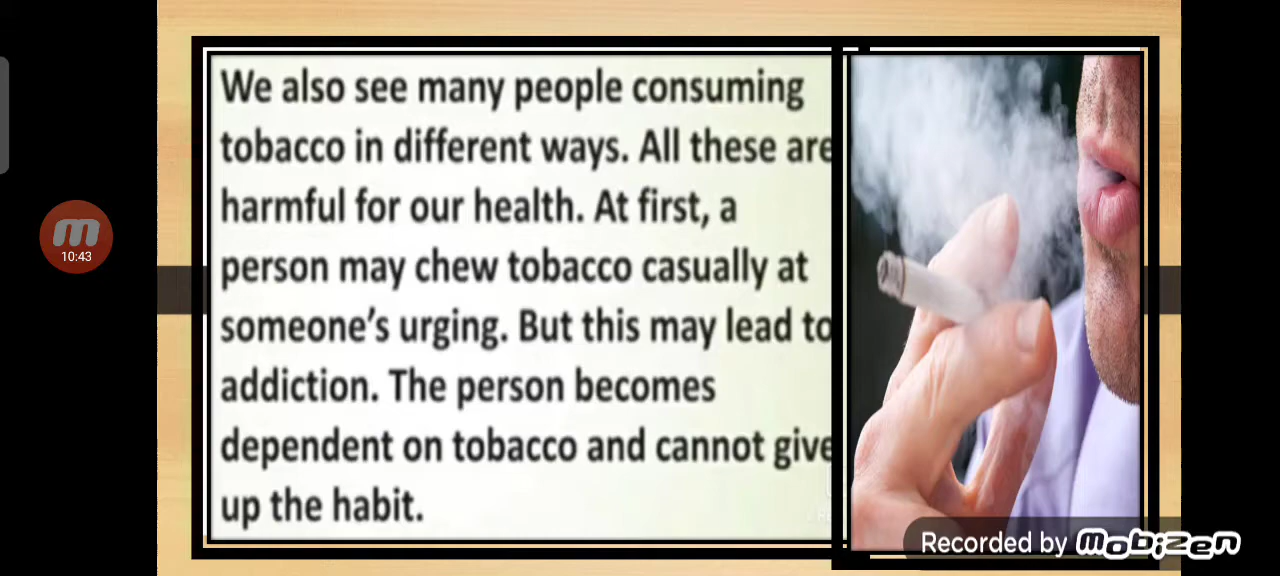 We also see many people consuming
tobacco in different ways. All these are
harmful for our health. At first, a
person may chew tobacco casually at
someone's urging. But this may lead to
addiction. The person becomes
dependent on tobacco and cannot give
up the habit.
m
10:43
Recorded by mobizen